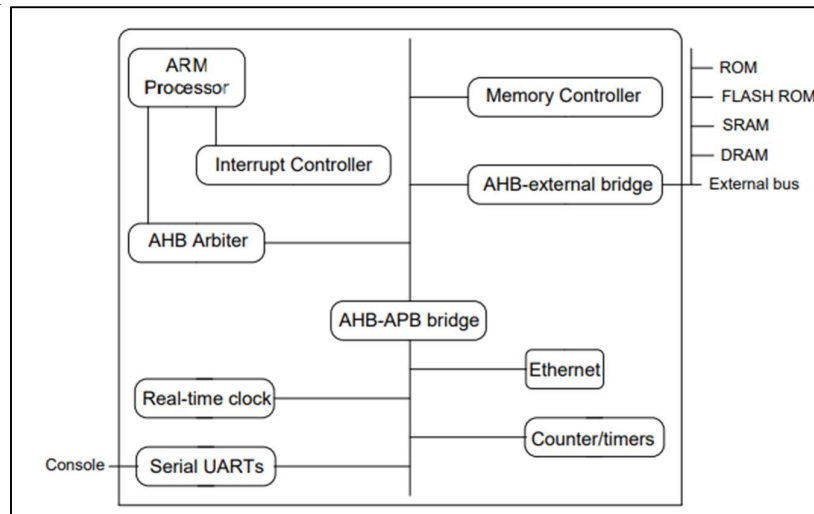 ARM
Processor
ROM
Memory Controller
FLASH ROM
SRAM
Interrupt Controller
DRAM
AHB-external bridge
External bus
AHB Arbiter
AHB-APB bridge
Ethernet
Real-time clock
Counter/timers
Console
Serial UARTs